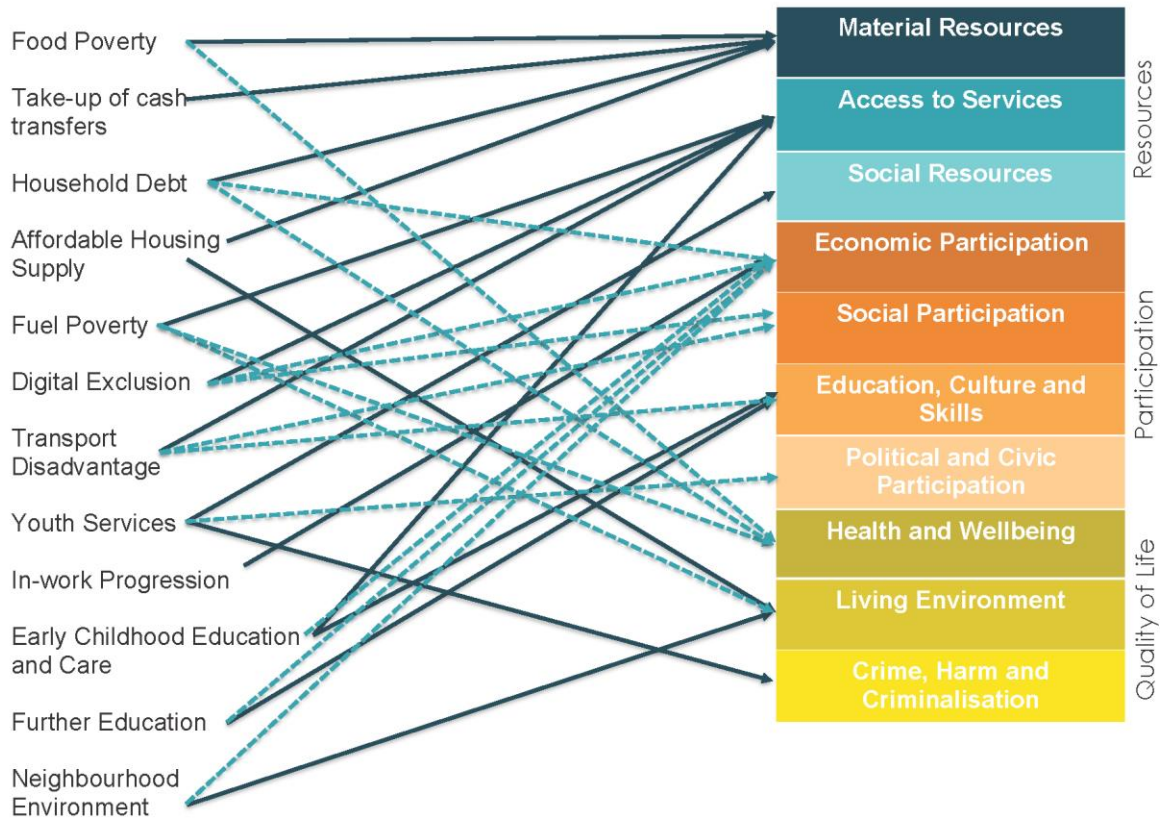 Food Poverty
Take-up of cash
transfers
Household Debt
Affordable Housing
Supply
Fuel Poverty
Digital Exclusion
Transport
Disadvantage
Youth Services
In-work Progression
Early Childhood Education
and Care
Further Education
Neighbourhood
Environment
Material Resources
Access to Services
Social Resources
Economic Participation
Social Participation
Education, Culture and
Skills
Political and Civic
Participation
Health and Wellbeing
Living Environment
Crime, Harm and
Criminalisation
Resources
Participation
Quality of Life